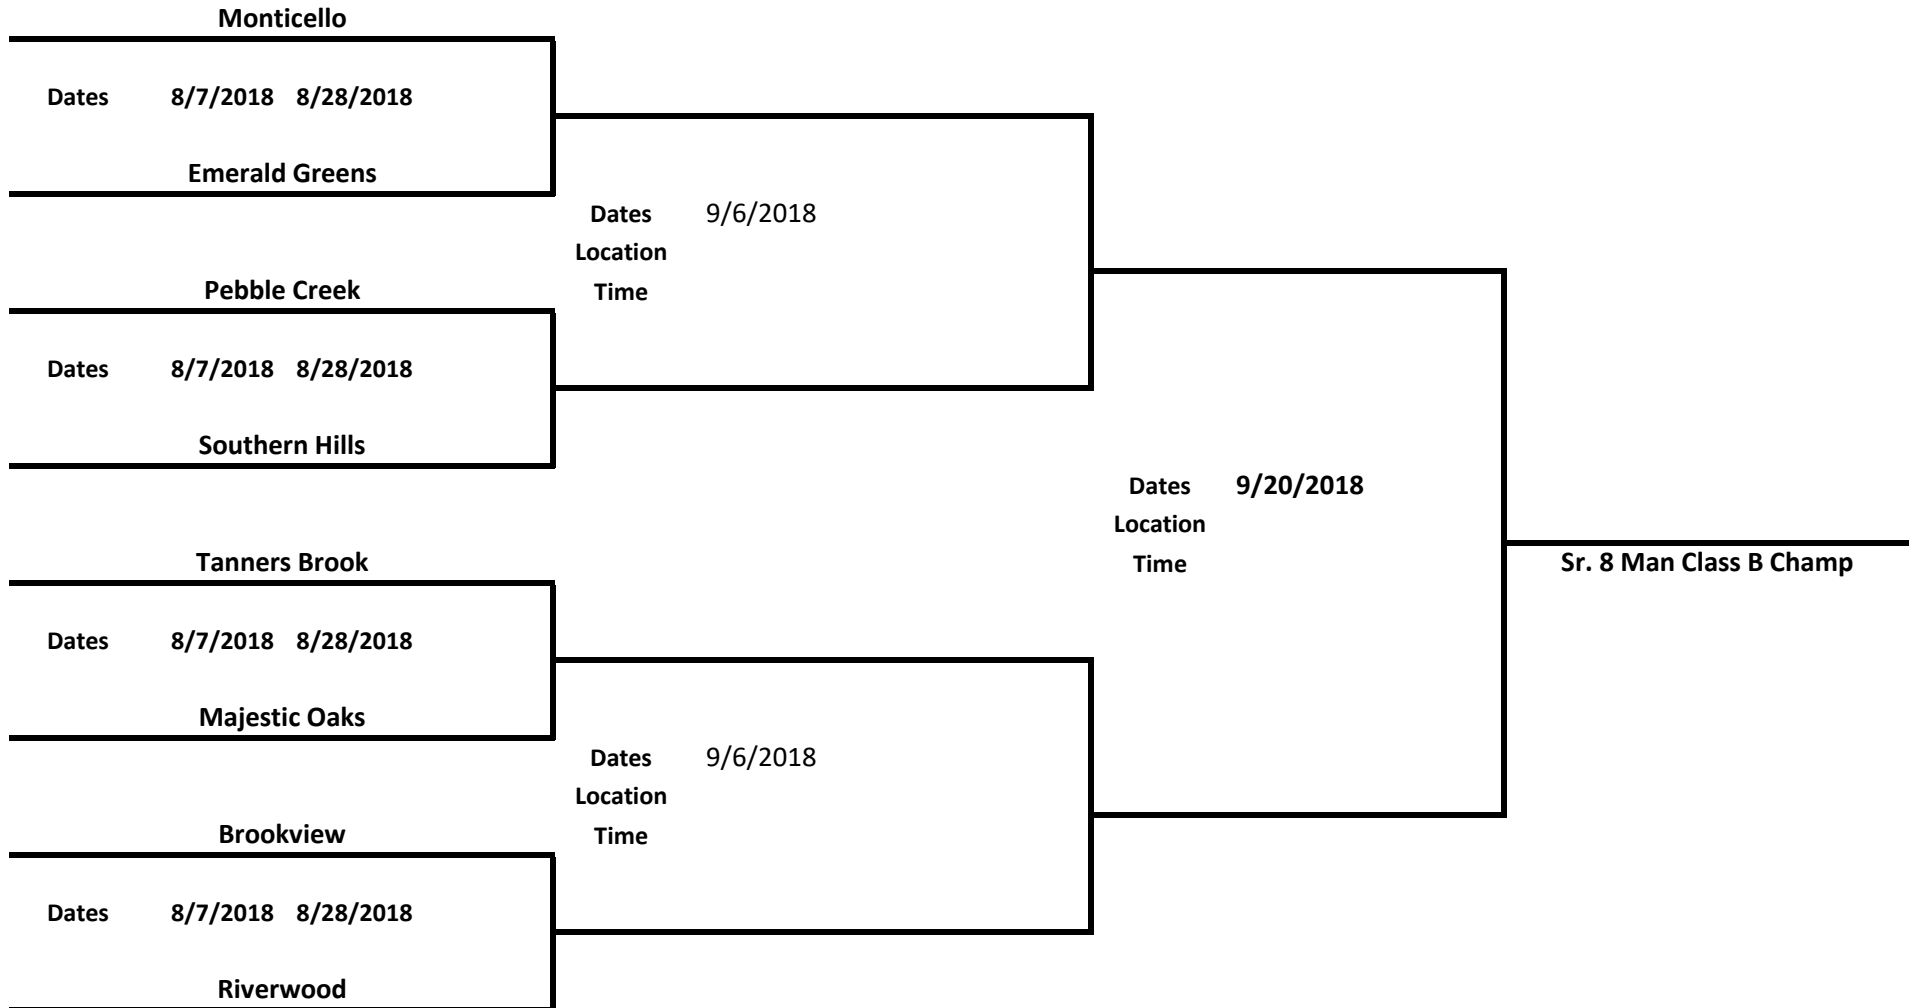 Monticello
Dates 8/7/2018 8/28/2018
Emerald Greens
Dates 9/6/2018
Location
Pebble Creek
Time
Dates 8/7/2018 8/28/2018
Southern Hills
Dates 9/20/2018
Location
Tanners Brook
Time
Sr. 8 Man Class B Champ
Dates 8/7/2018 8/28/2018
Majestic Oaks
Dates 9/6/2018
Location
Brookview
Time
Dates 8/7/2018 8/28/2018
Riverwood